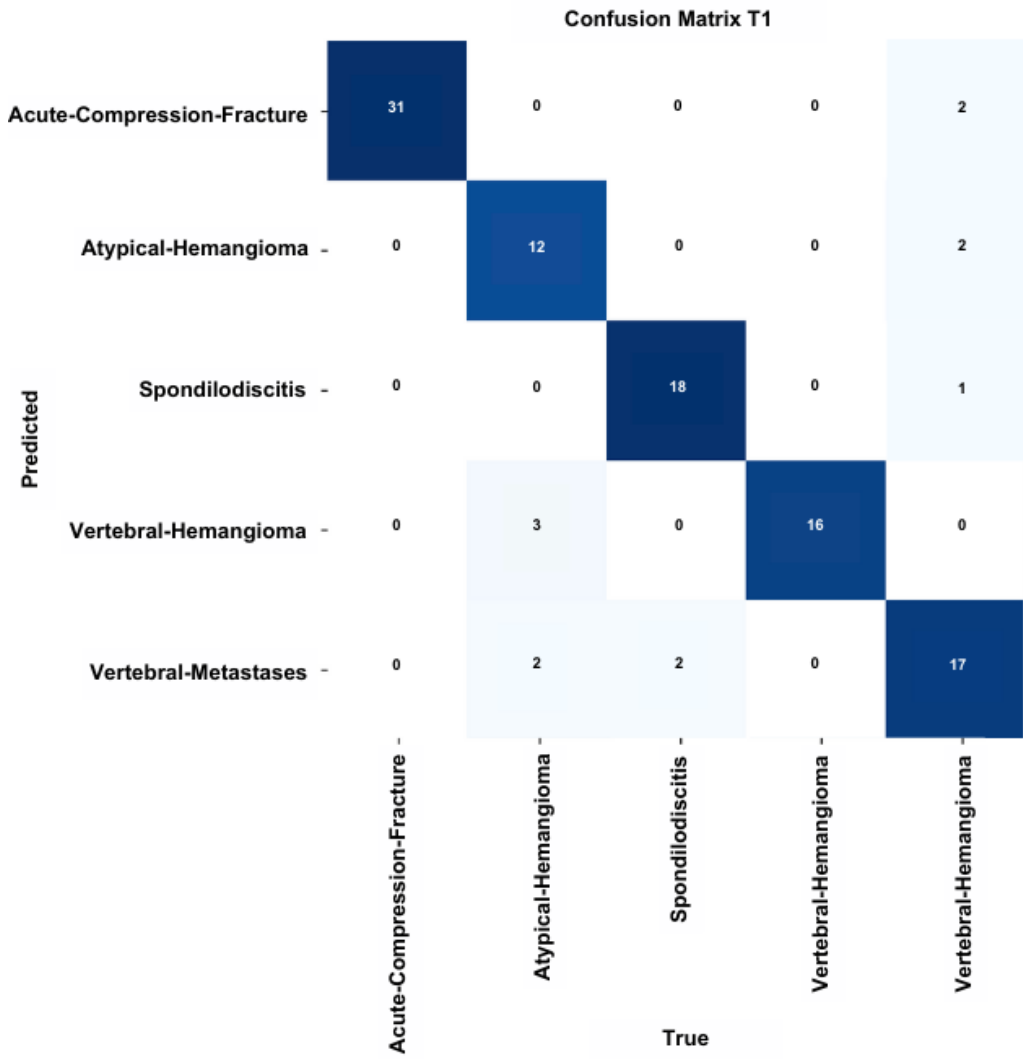 Confusion Matrix T1
Acute-Compression-Fracture 31 0 0 0 2
Atypical-Hemangioma 0 12 0 0 2
Spondilodiscitis 0 0 18 0 1
Vertebral-Hemangioma 0 3 0 16 0
Vertebral-Metastases 0 2 2 0 17
Predicted
Acute-Compression-Fracture
Atypical-Hemangioma
Spondilodiscitis
Vertebral-Hemangioma
Vertebral-Hemangioma
True